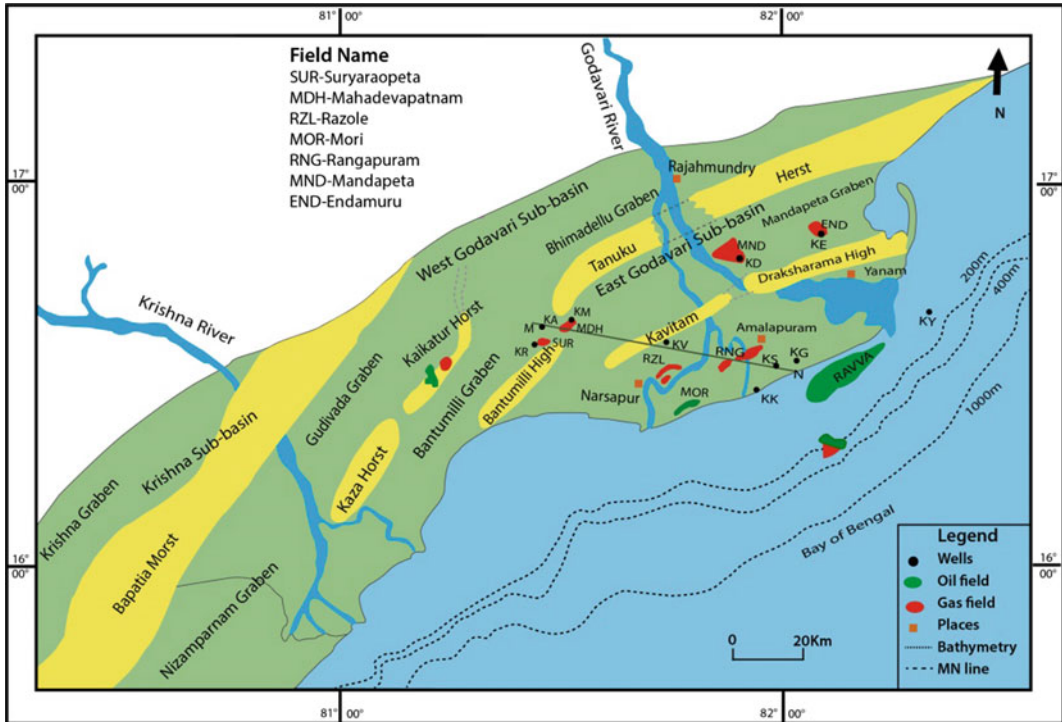 81° 00'
82° 00'
Field Name
SUR-Suryaraopeta
MDH-Mahadevapatnam
RZL-Razole
MOR-Mori
RNG-Rangapuram
MND-Mandapeta
END-Endamuru
Godavari River
N
17° 00'
17° 00'
Rajahmundry
Herst
West Godavari Sub-basin
Bhimadellu Graben
Mandapeta Graben
Tanuku
East Godavari Sub-basin
END
KE
MND
KD
Draksharama High
Yanam
200m
400m
Krishna River
KY
M
KA
KM
MDH
Kavitam
Amalapuram
Kaikatur Horst
KR
SUR
KV
RZL
RNG
KS
KG
N
RAVVA
Gudivada Graben
Bantumilli Graben
Bantumilli High
Narsapur
MOR
KK
1000m
Krishna Sub-basin
Kaza Horst
Krishna Graben
Bapatia Morst
Nizamparnam Graben
Bay of Bengal
16° 00'
16° 00'
Legend
Wells
Oil field
Gas field
Places
Bathymetry
MN line
0 20Km
81° 00'
82° 00'